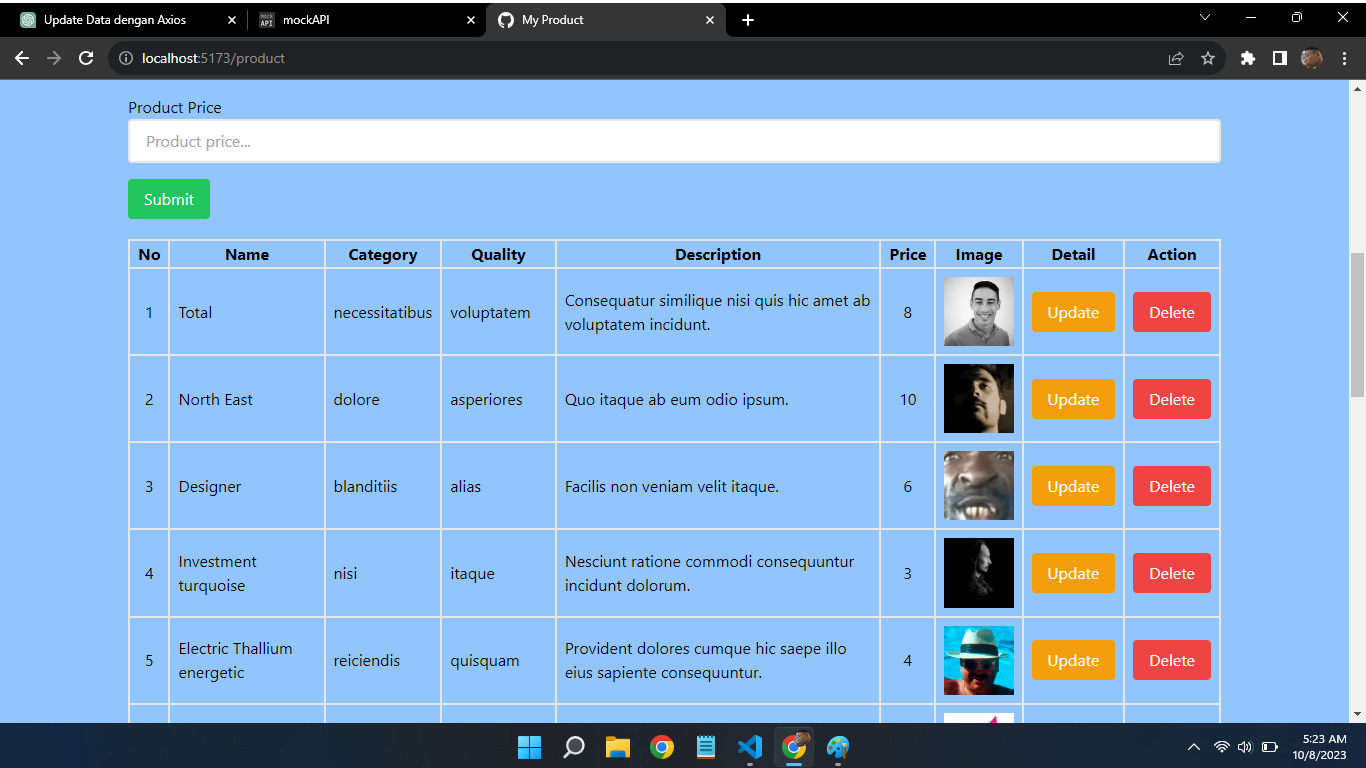 Update Data dengan Axios
mock API
mockAPI
My Product
localhost:5173/product
Product Price
Product price...
Submit
No Name Category Quality Description Price Image Detail Action
1 Total necessitatibus voluptatem Consequatur similique nisi quis hic amet ab
voluptatem incidunt. 8 Update Delete
2 North East dolore asperiores Quo itaque ab eum odio ipsum. 10 Update Delete
3 Designer blanditiis alias Facilis non veniam velit itaque. 6 Update Delete
4 Investment
turquoise nisi itaque Nesciunt ratione commodi consequuntur
incidunt dolorum. 3 Update Delete
5 Electric Thallium
energetic reiciendis quisquam Provident dolores cumque hic saepe illo
eius sapiente consequuntur. 4 Update Delete
5:23 AM
10/8/2023